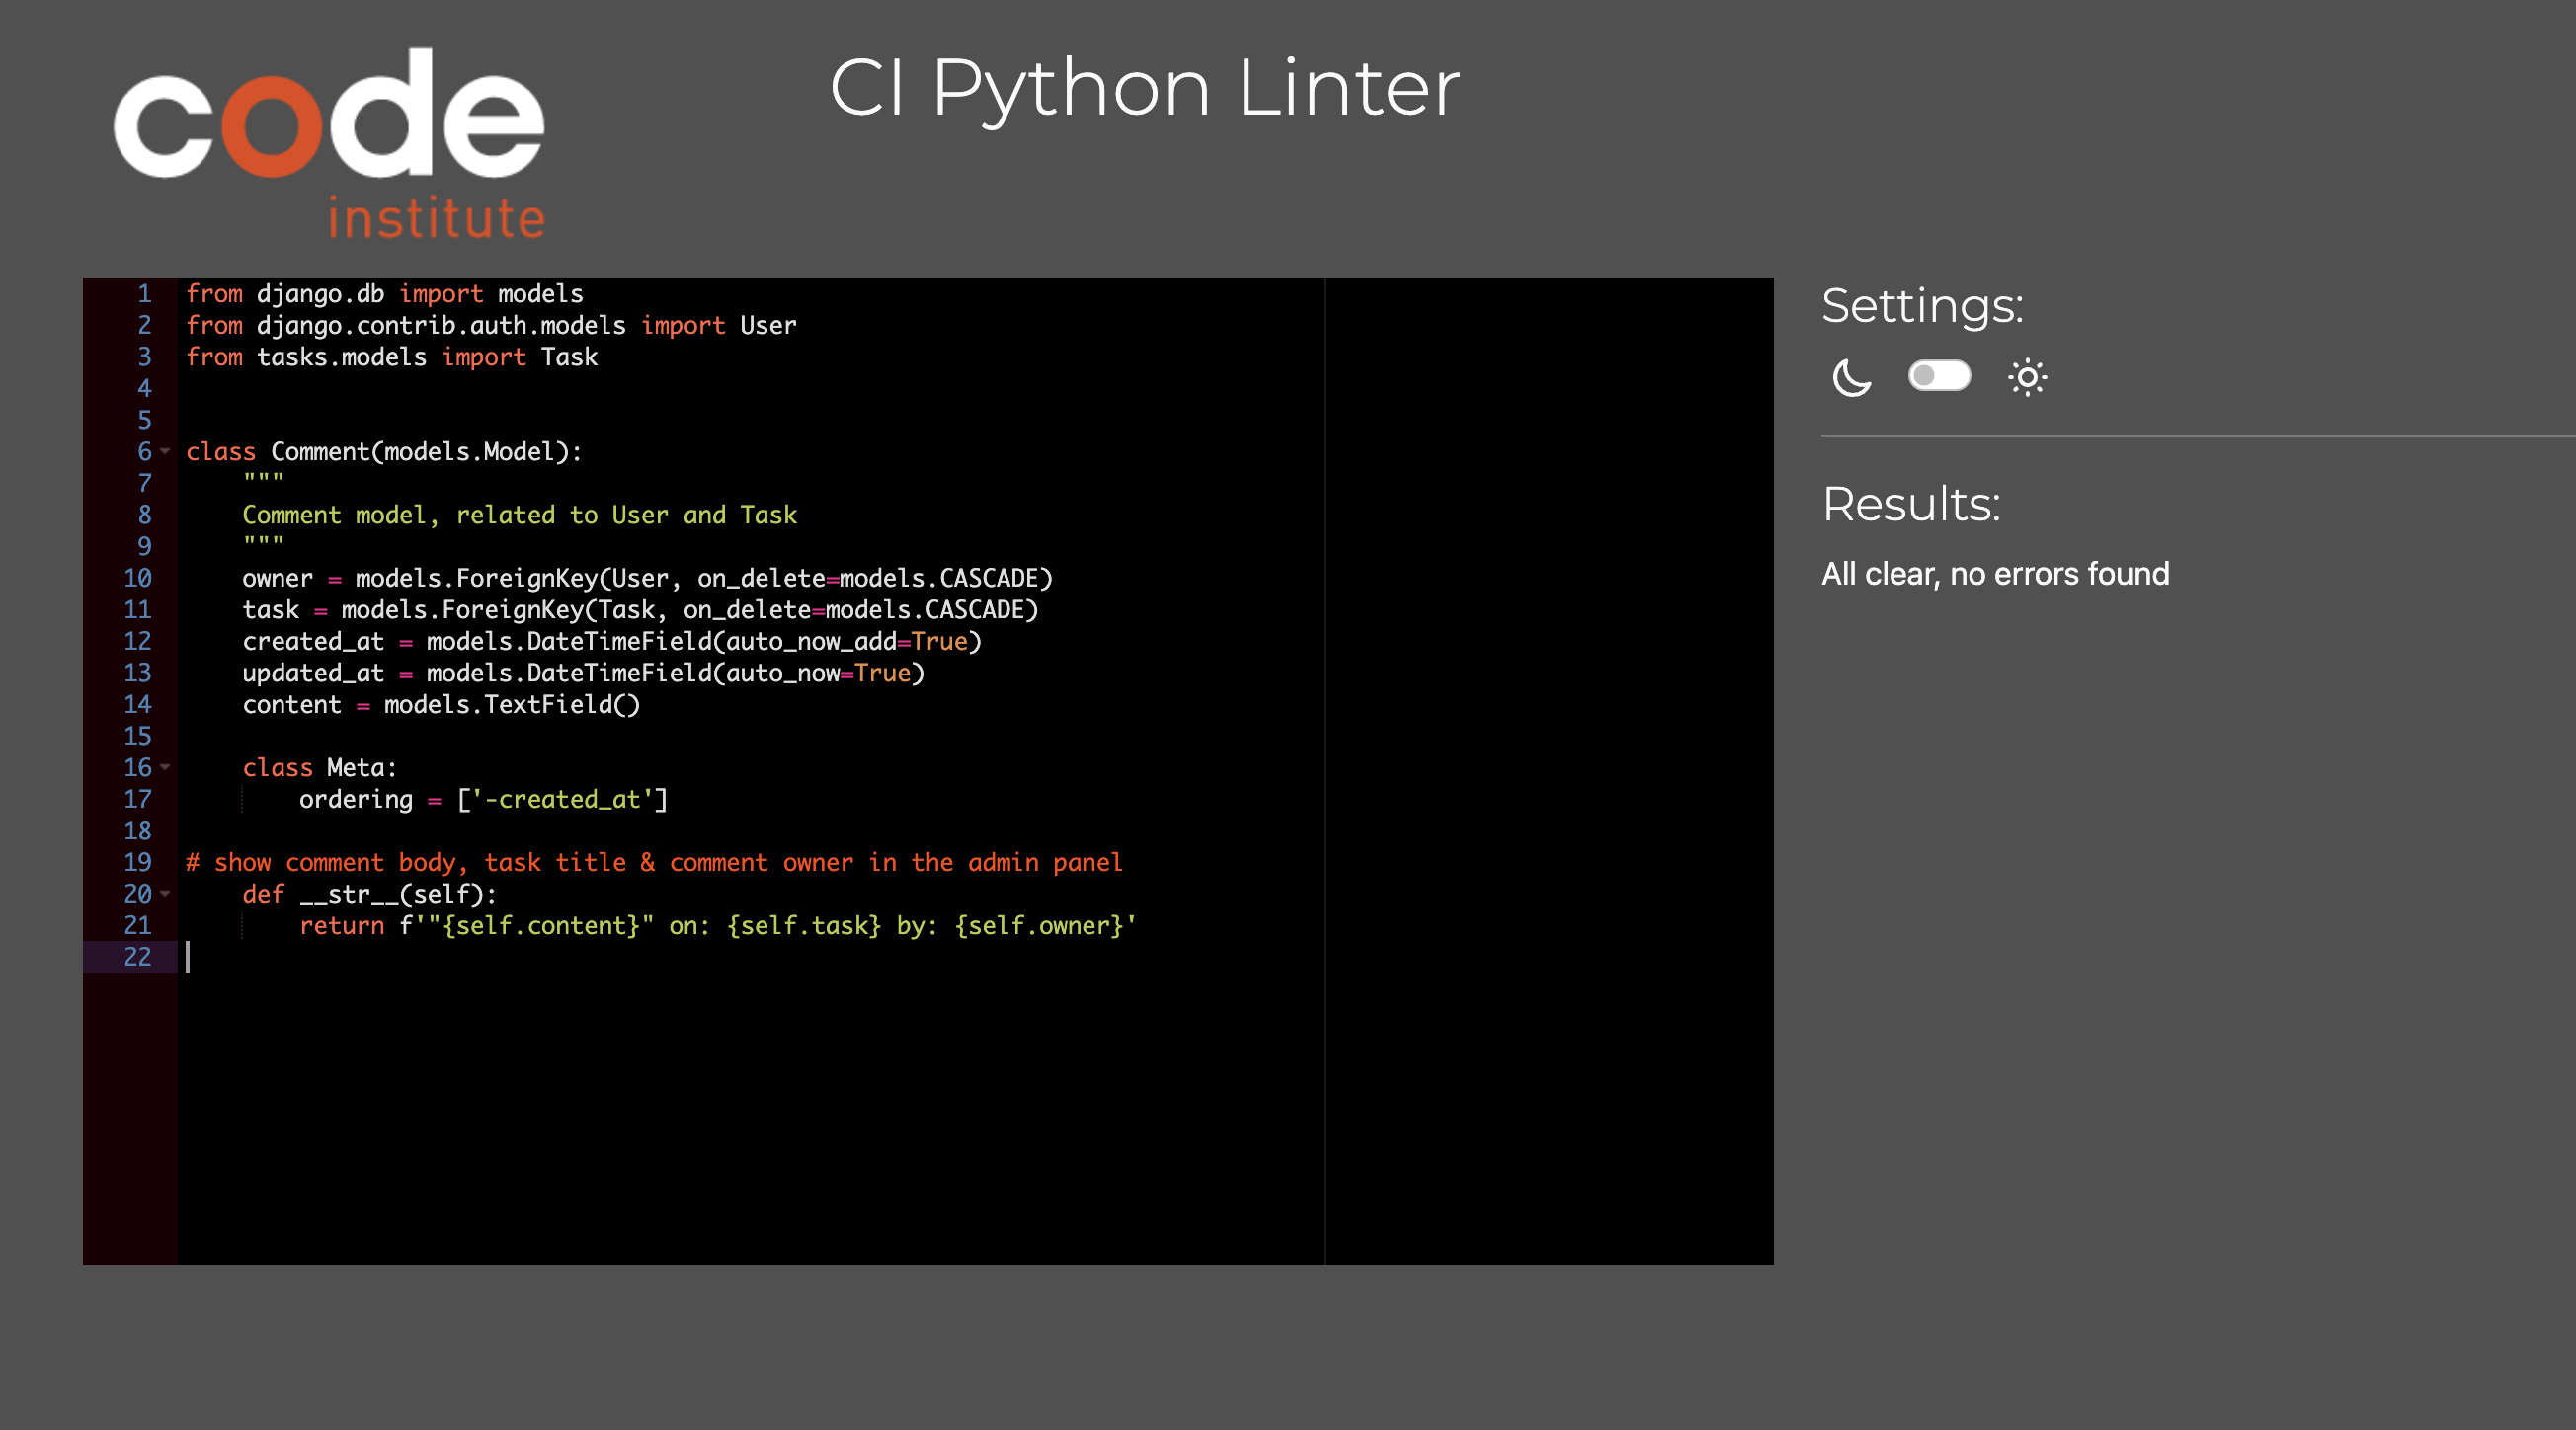 code
institute
CI Python Linter
1 from django.db import models
2 from django.contrib.auth.models import User
3 from tasks.models import Task
4
5
6 class Comment(models.Model):
7     """
8     Comment model, related to User and Task
9     """
10     owner = models.ForeignKey(User, on_delete=models.CASCADE)
11     task = models.ForeignKey(Task, on_delete=models.CASCADE)
12     created_at = models.DateTimeField(auto_now_add=True)
13     updated_at = models.DateTimeField(auto_now=True)
14     content = models.TextField()
15
16     class Meta:
17         ordering = ['-created_at']
18
19 # show comment body, task title & comment owner in the admin panel
20     def __str__(self):
21         return f'"{self.content}" on: {self.task} by: {self.owner}'
22
Settings:
Results:
All clear, no errors found